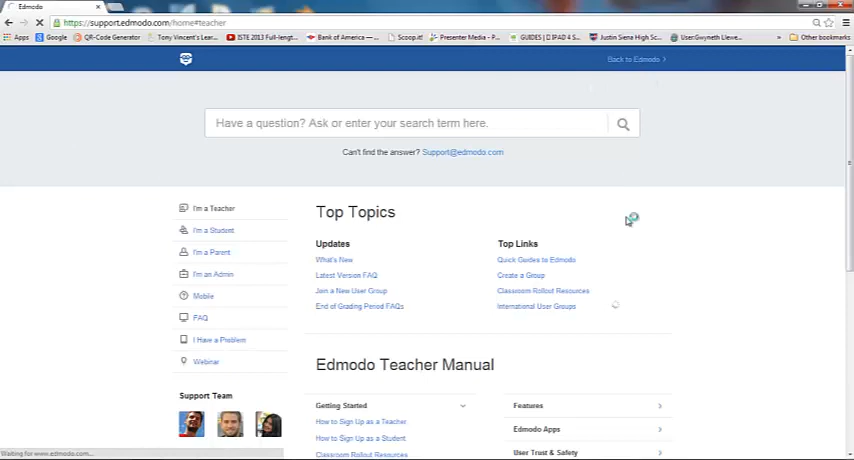 Edmodo
https://support.edmodo.com/home#teacher
Apps Google QR-Code Generator Tony Vincent's Lear... ISTE 2013 Full-lengt... Bank of America —... Scoop.it! Presenter Media - P... GUIDES | D IPAD 4 S... Justin Siena High Sc... User:Gwyneth Llewe... » Other bookmarks
Back to Edmodo
Have a question? Ask or enter your search term here.
Can't find the answer? Support@edmodo.com
I'm a Teacher
I'm a Student
I'm a Parent
I'm an Admin
Mobile
FAQ
I Have a Problem
Webinar
Support Team
Top Topics
Updates
What's New
Latest Version FAQ
Join a New User Group
End of Grading Period FAQs
Top Links
Quick Guides to Edmodo
Create a Group
Classroom Rollout Resources
International User Groups
Edmodo Teacher Manual
Getting Started
How to Sign Up as a Teacher
How to Sign Up as a Student
Classroom Rollout Resources
Features
Edmodo Apps
User Trust & Safety
Waiting for www.edmodo.com...